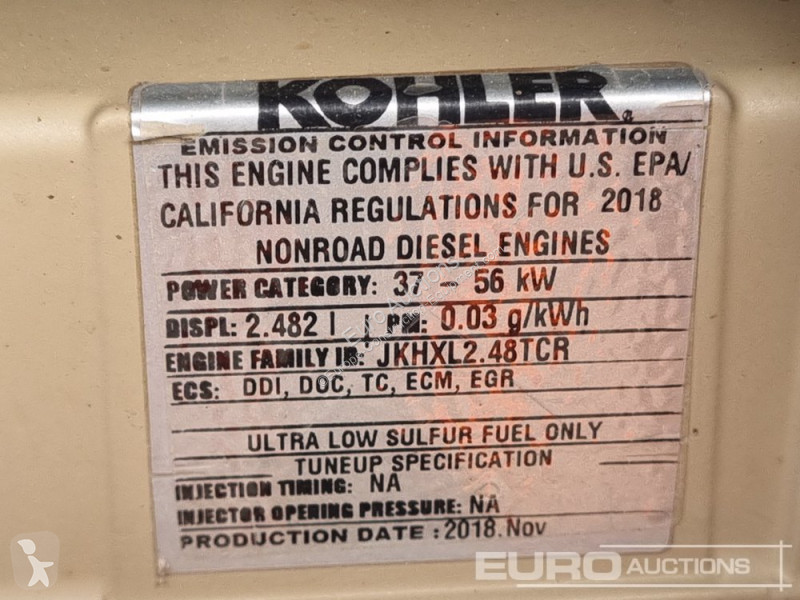 KOHLER
EMISSION CONTROL INFORMATION
THIS ENGINE COMPLIES WITH U.S. EPA/
CALIFORNIA REGULATIONS FOR 2018
NONROAD DIESEL ENGINES
POWER CATEGORY: 37 – 56 kW
DISPL: 2.482 l PM: 0.03 g/kWh
ENGINE FAMILY ID: JKHXL2.48TCR
ECS: DDI, DOC, TC, ECM, EGR
ULTRA LOW SULFUR FUEL ONLY
TUNEUP SPECIFICATION
INJECTION TIMING: NA
INJECTOR OPENING PRESSURE: NA
PRODUCTION DATE : 2018.Nov
EURO AUCTIONS